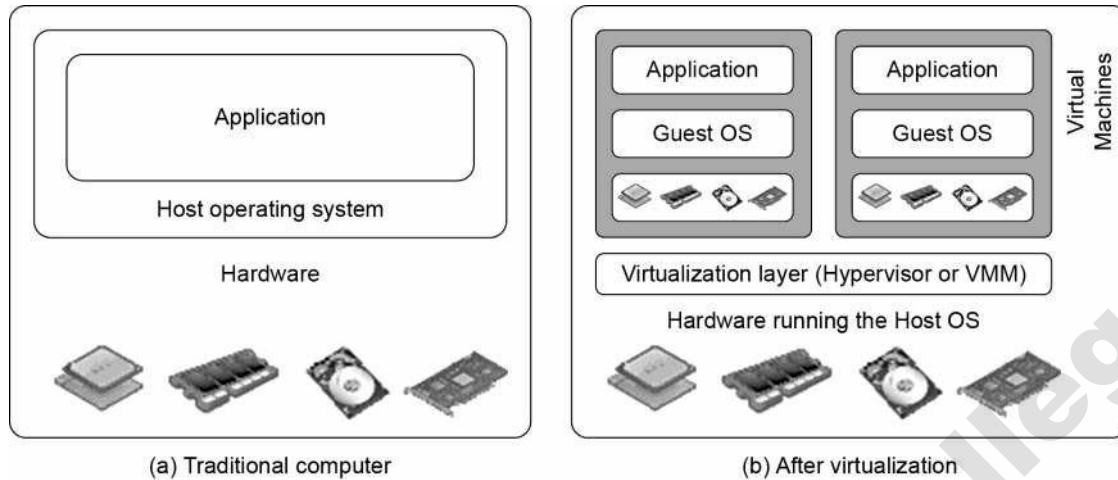 Application
Host operating system
Hardware
(a) Traditional computer
Application
Guest OS
Application
Guest OS
Virtual
Machines
Virtualization layer (Hypervisor or VMM)
Hardware running the Host OS
(b) After virtualization